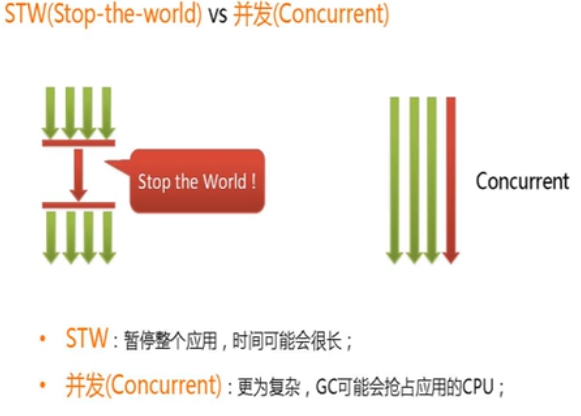 STW(Stop-the-world) vs 并发(Concurrent)
Stop the World !
Concurrent
• STW：暂停整个应用，时间可能会很长；
• 并发(Concurrent)：更为复杂，GC可能会抢占应用的CPU；